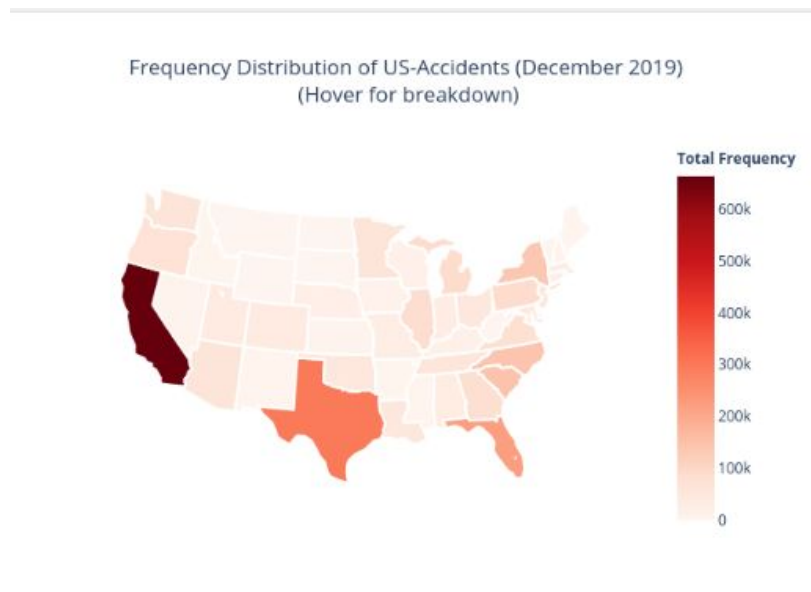 Frequency Distribution of US-Accidents (December 2019)
(Hover for breakdown)
Total Frequency
600k
500k
400k
300k
200k
100k
0